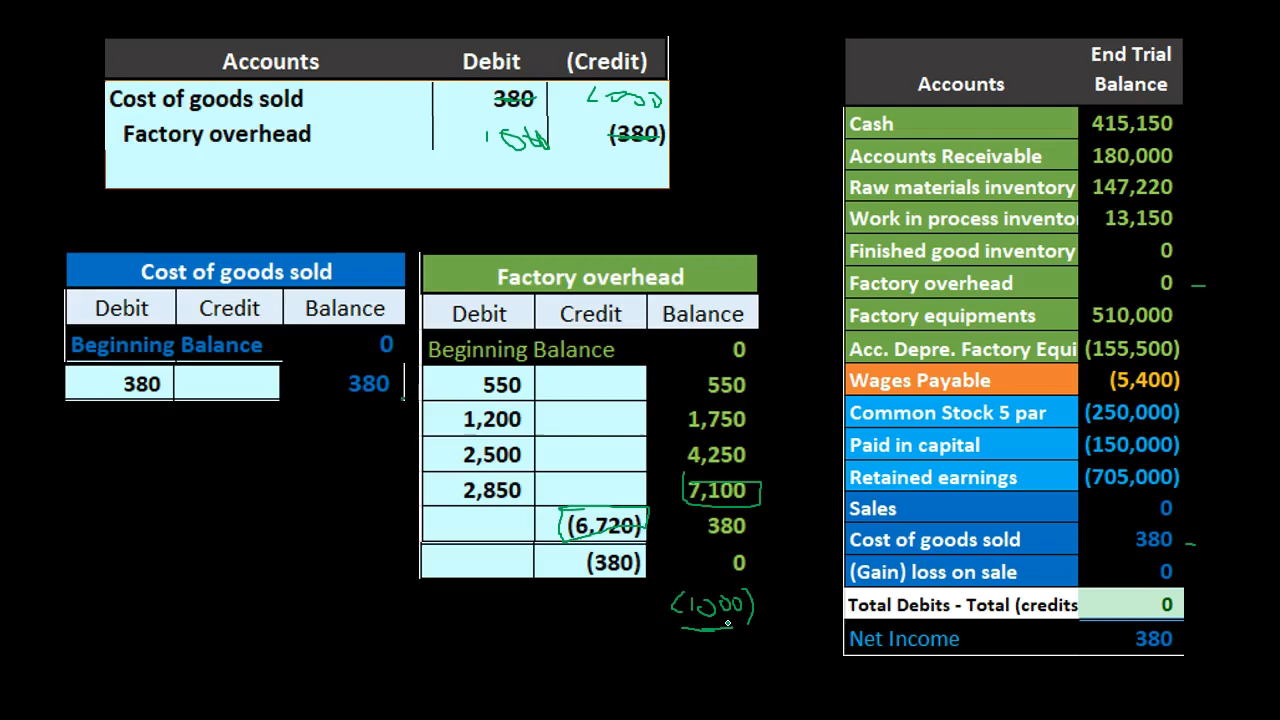 Accounts Debit (Credit)
Cost of goods sold 380
Factory overhead (380)
Cost of goods sold
Debit Credit Balance
Beginning Balance 0
380 380
Factory overhead
Debit Credit Balance
Beginning Balance 0
550 550
1,200 1,750
2,500 4,250
2,850 7,100
(6,720) 380
(380) 0
(1000)
Accounts End Trial Balance
Cash 415,150
Accounts Receivable 180,000
Raw materials inventory 147,220
Work in process invento 13,150
Finished good inventory 0
Factory overhead 0
Factory equipments 510,000
Acc. Depre. Factory Equi (155,500)
Wages Payable (5,400)
Common Stock 5 par (250,000)
Paid in capital (150,000)
Retained earnings (705,000)
Sales 0
Cost of goods sold 380
(Gain) loss on sale 0
Total Debits - Total (credits 0
Net Income 380